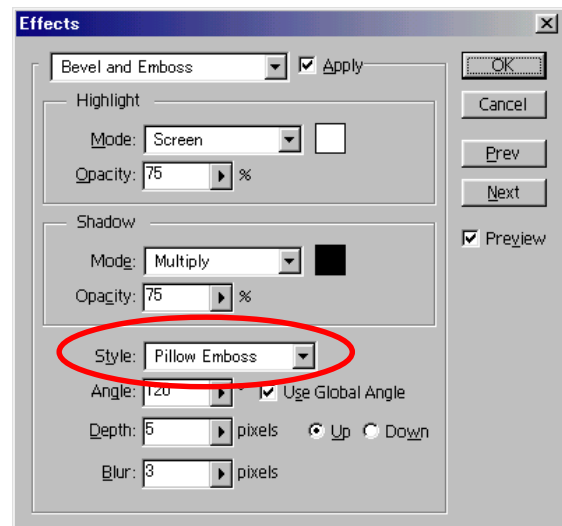 Effects
Bevel and Emboss Apply OK
Highlight Cancel
Mode: Screen
Opacity: 75 % Prev
Next
Shadow
Preview
Mode: Multiply
Opacity: 75 %
Style: Pillow Emboss
Angle: 120 ° Use Global Angle
Depth: 5 pixels Up Down
Blur: 3 pixels